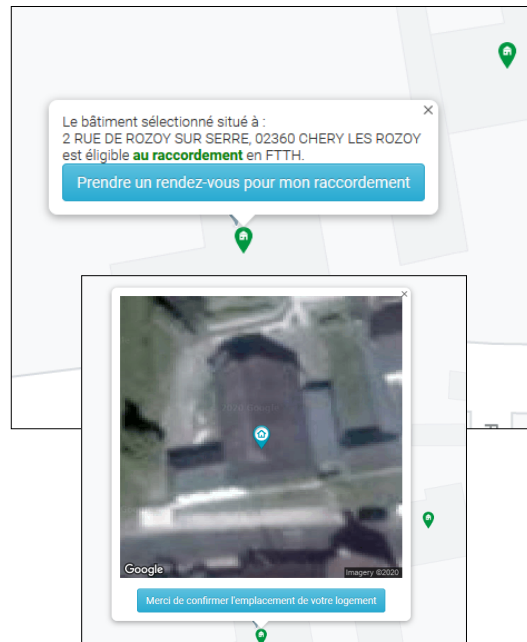 Le bâtiment sélectionné situé à :
2 RUE DE ROZOY SUR SERRE, 02360 CHERY LES ROZOY
est éligible au raccordement en FTTH.
Prendre un rendez-vous pour mon raccordement
Google
Imagery ©2020
Merci de confirmer l'emplacement de votre logement